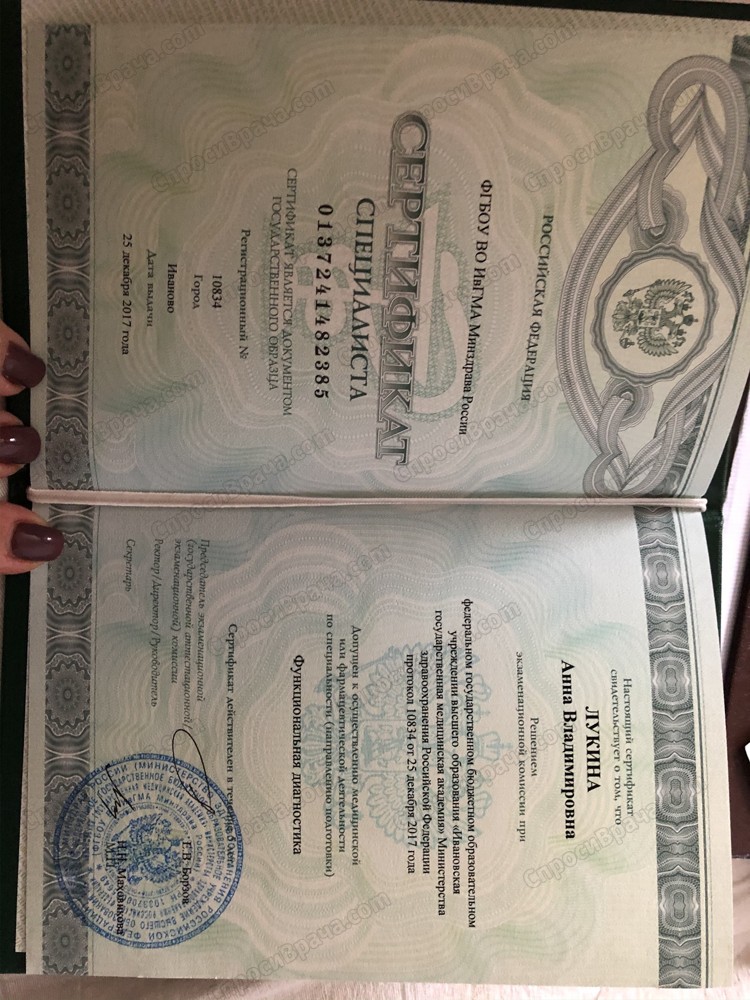 РОССИЙСКАЯ ФЕДЕРАЦИЯ
ФГБОУ ВО ИвГМА Минздрава России
СЕРТИФИКАТ
СПЕЦИАЛИСТА
0137241482385
СЕРТИФИКАТ ЯВЛЯЕТСЯ ДОКУМЕНТОМ
ГОСУДАРСТВЕННОГО ОБРАЗЦА
Регистрационный №
10834
Город
Иваново
Дата выдачи
25 декабря 2017 года
Настоящий сертификат
свидетельствует о том, что
ЛУКИНА
Анна Владимировна
Решением
экзаменационной комиссии при
федеральном государственном бюджетном образовательном
учреждении высшего образования «Ивановская
государственная медицинская академия» Министерства
здравоохранения Российской Федерации
протокол 10834 от 25 декабря 2017 года
Допущен к осуществлению медицинской
или фармацевтической деятельности
по специальности (направлению подготовки)
Функциональная диагностика
Сертификат действителен в течение 5 лет
Председатель экзаменационной
(государственной аттестационной/
экзаменационной) комиссии
Ректор/Директор/Руководитель
Е.В. Борзов
Секретарь
М.П.
СпросиВрача.com